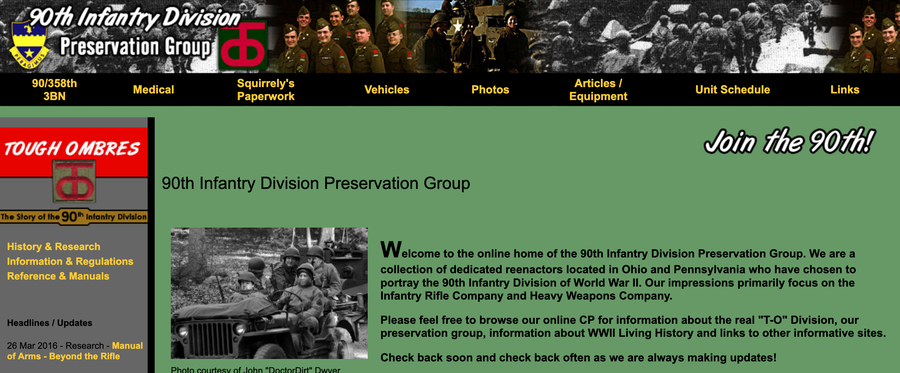 90th Infantry Division
Preservation Group
90/358th
3BN
Medical
Squirrely's
Paperwork
Vehicles
Photos
Articles /
Equipment
Unit Schedule
Links
TOUGH OMBRES
The Story of the 90th Infantry Division
History & Research
Information & Regulations
Reference & Manuals
Headlines / Updates
26 Mar 2016 - Research - Manual
of Arms - Beyond the Rifle
Join the 90th!
90th Infantry Division Preservation Group
Welcome to the online home of the 90th Infantry Division Preservation Group. We are a
collection of dedicated reenactors located in Ohio and Pennsylvania who have chosen to
portray the 90th Infantry Division of World War II. Our impressions primarily focus on the
Infantry Rifle Company and Heavy Weapons Company.
Please feel free to browse our online CP for information about the real "T-O" Division, our
preservation group, information about WWII Living History and links to other informative sites.
Check back soon and check back often as we are always making updates!
Photo courtesy of John "DoctorDirt" Dwyer